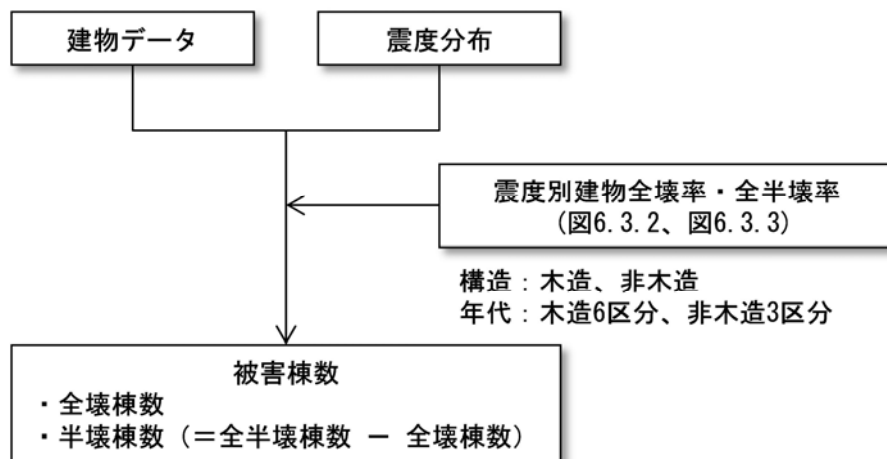 建物データ
震度分布
震度別建物全壊率・全半壊率
(図6.3.2、図6.3.3)
構造：木造、非木造
年代：木造6区分、非木造3区分
被害棟数
・全壊棟数
・半壊棟数（＝全半壊棟数 － 全壊棟数）